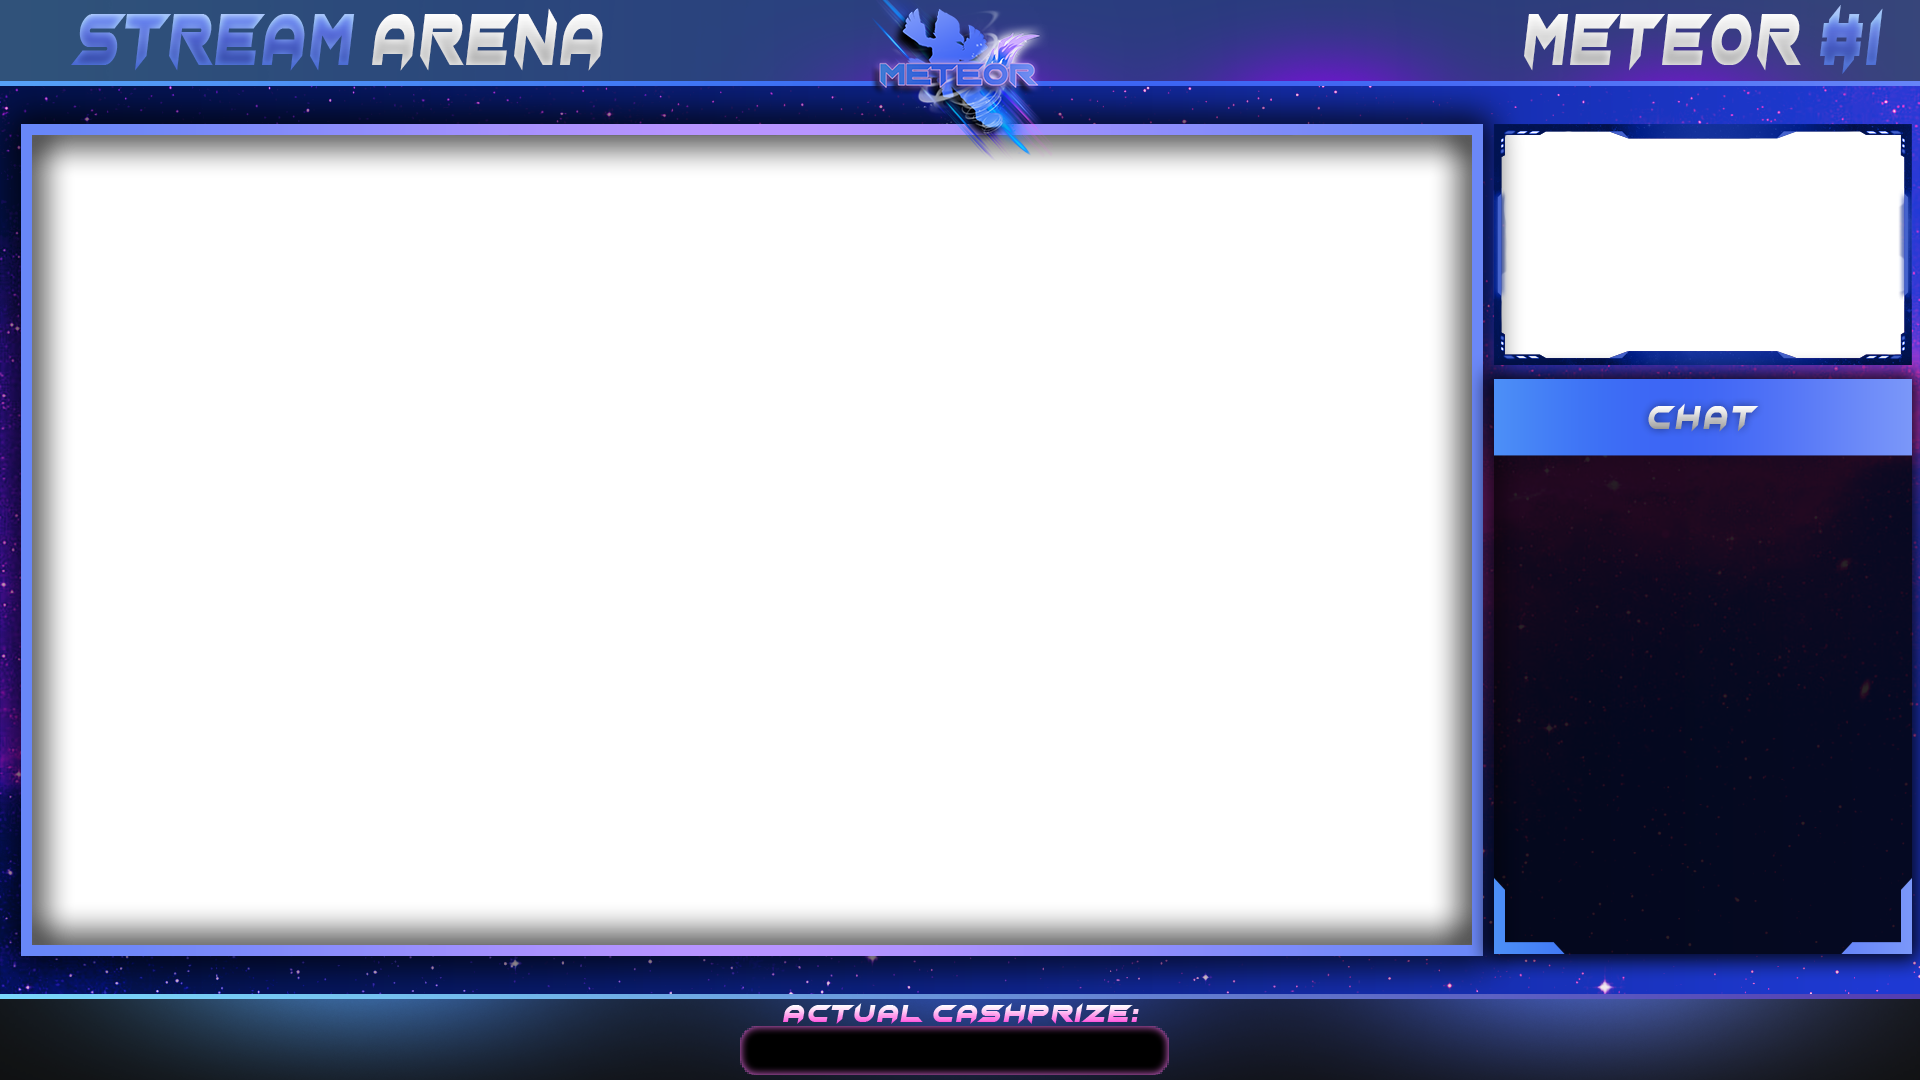 STREAM ARENA
METEOR
METEOR #1
CHAT
ACTUAL CASHPRIZE: